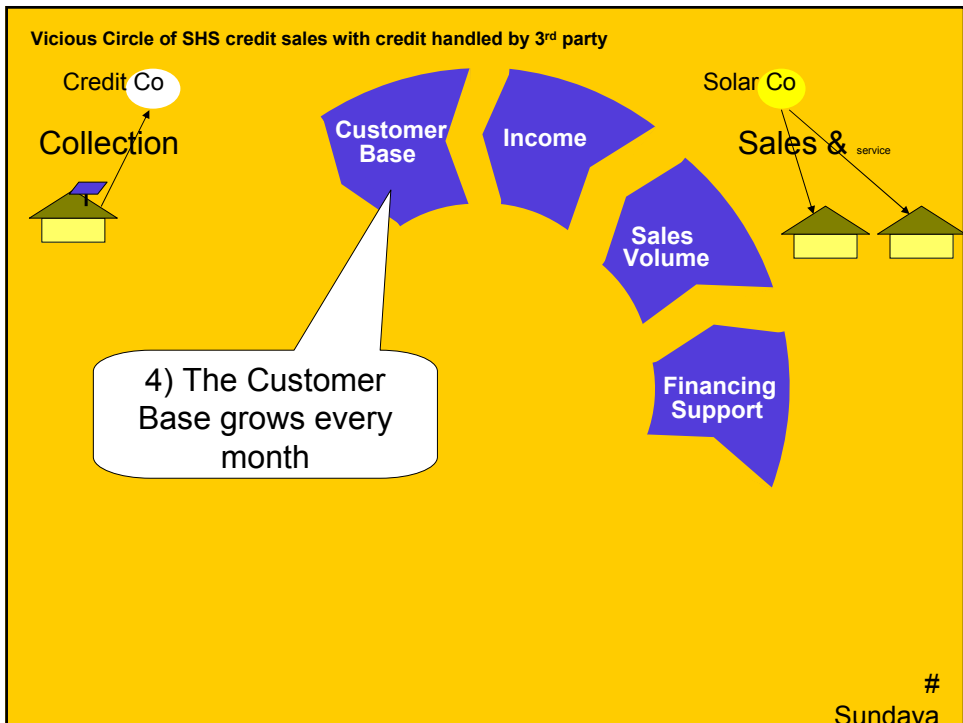 Vicious Circle of SHS credit sales with credit handled by 3rd party
Credit Co
Solar Co
Collection
Customer
Base
Income
Sales & service
Sales
Volume
Financing
Support
4) The Customer
Base grows every
month
#
Sundaya